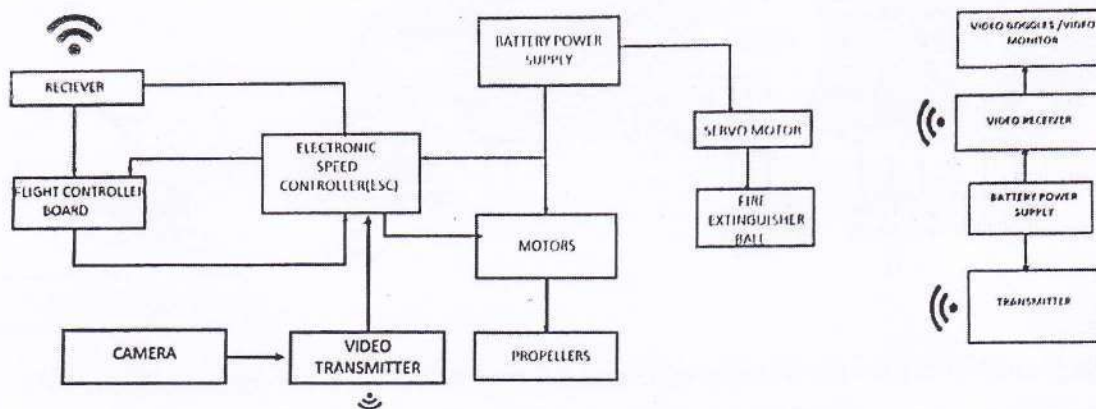 RECIEVER
FLIGHT CONTROLLER
BOARD
ELECTRONIC
SPEED
CONTROLLER(ESC)
CAMERA
VIDEO
TRANSMITTER
BATTERY POWER
SUPPLY
MOTORS
PROPELLERS
SERVO MOTOR
FIRE
EXTINGUISHER
BALL
VIDEO GOGGLES /VIDEO
MONITOR
VIDEO RECEIVER
BATTERY POWER
SUPPLY
TRANSMITTER